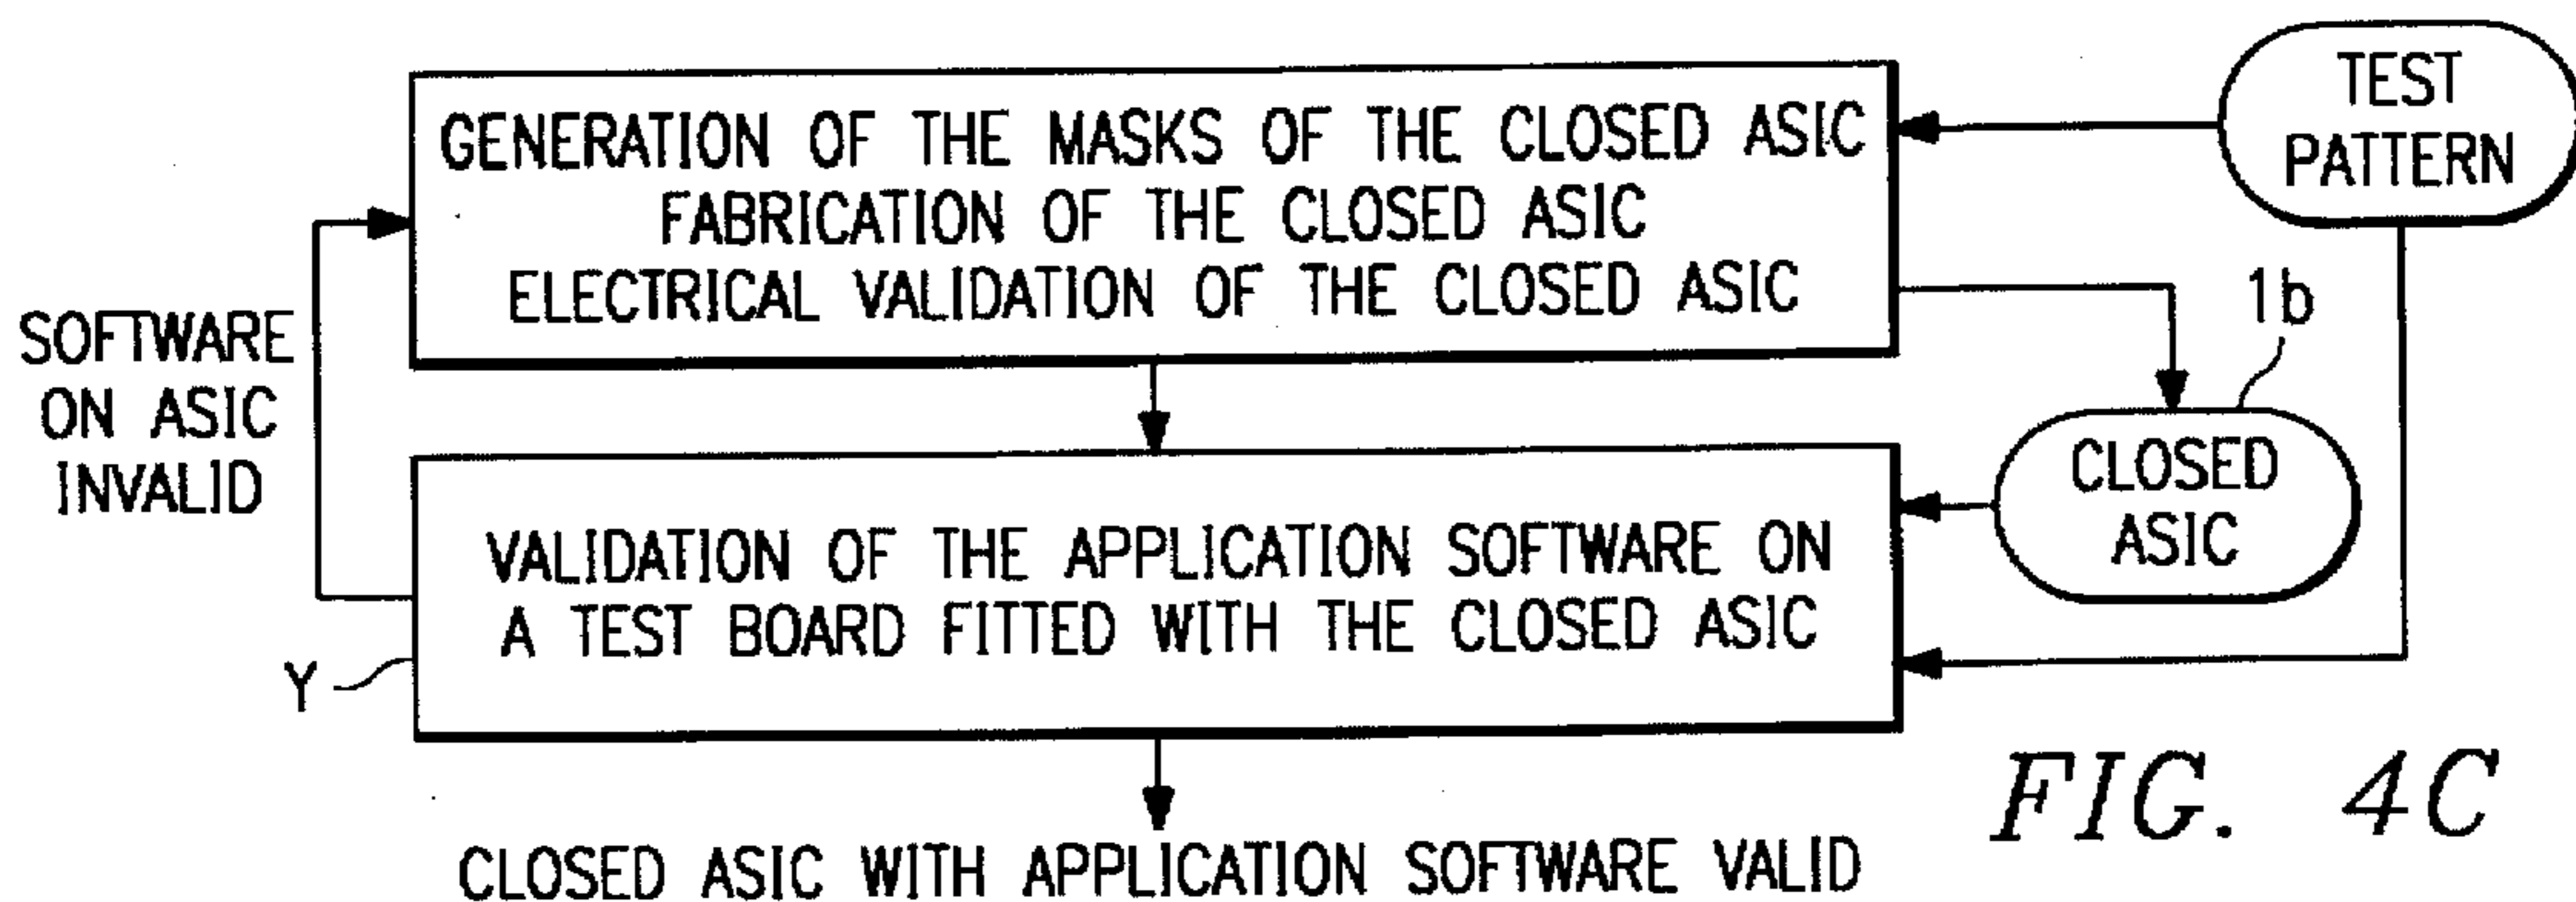 TEST
PATTERN
GENERATION OF THE MASKS OF THE CLOSED ASIC
FABRICATION OF THE CLOSED ASIC
ELECTRICAL VALIDATION OF THE CLOSED ASIC
1b
SOFTWARE
ON ASIC
INVALID
CLOSED
ASIC
VALIDATION OF THE APPLICATION SOFTWARE ON
A TEST BOARD FITTED WITH THE CLOSED ASIC
Y
CLOSED ASIC WITH APPLICATION SOFTWARE VALID
FIG. 4C